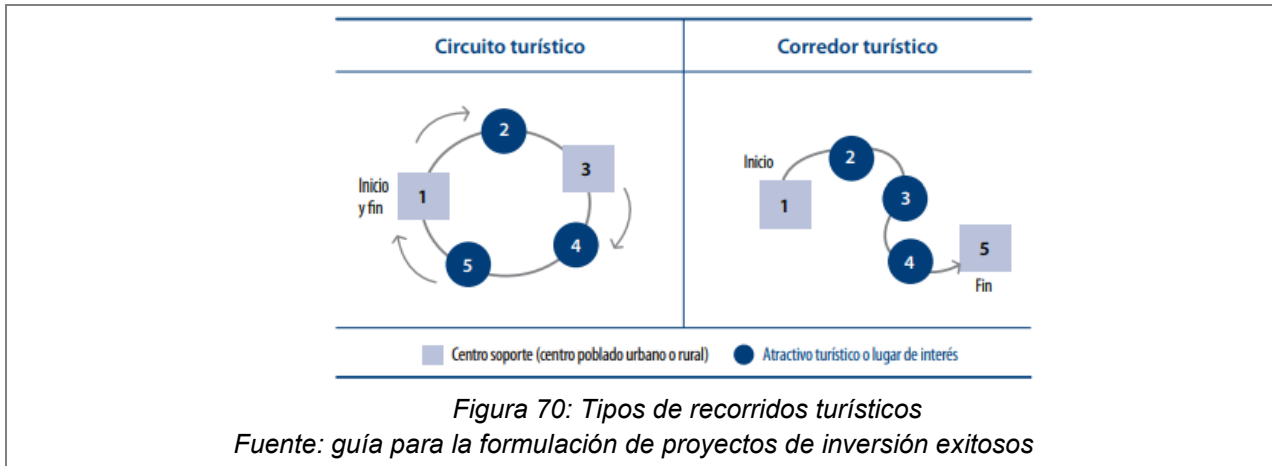 Circuito turístico
Corredor turístico
2
3
Inicio
y fin
1
4
5
Inicio
2
1
3
4
5
Fin
Centro soporte (centro poblado urbano o rural)
Atractivo turístico o lugar de interés
Figura 70: Tipos de recorridos turísticos
Fuente: guía para la formulación de proyectos de inversión exitosos